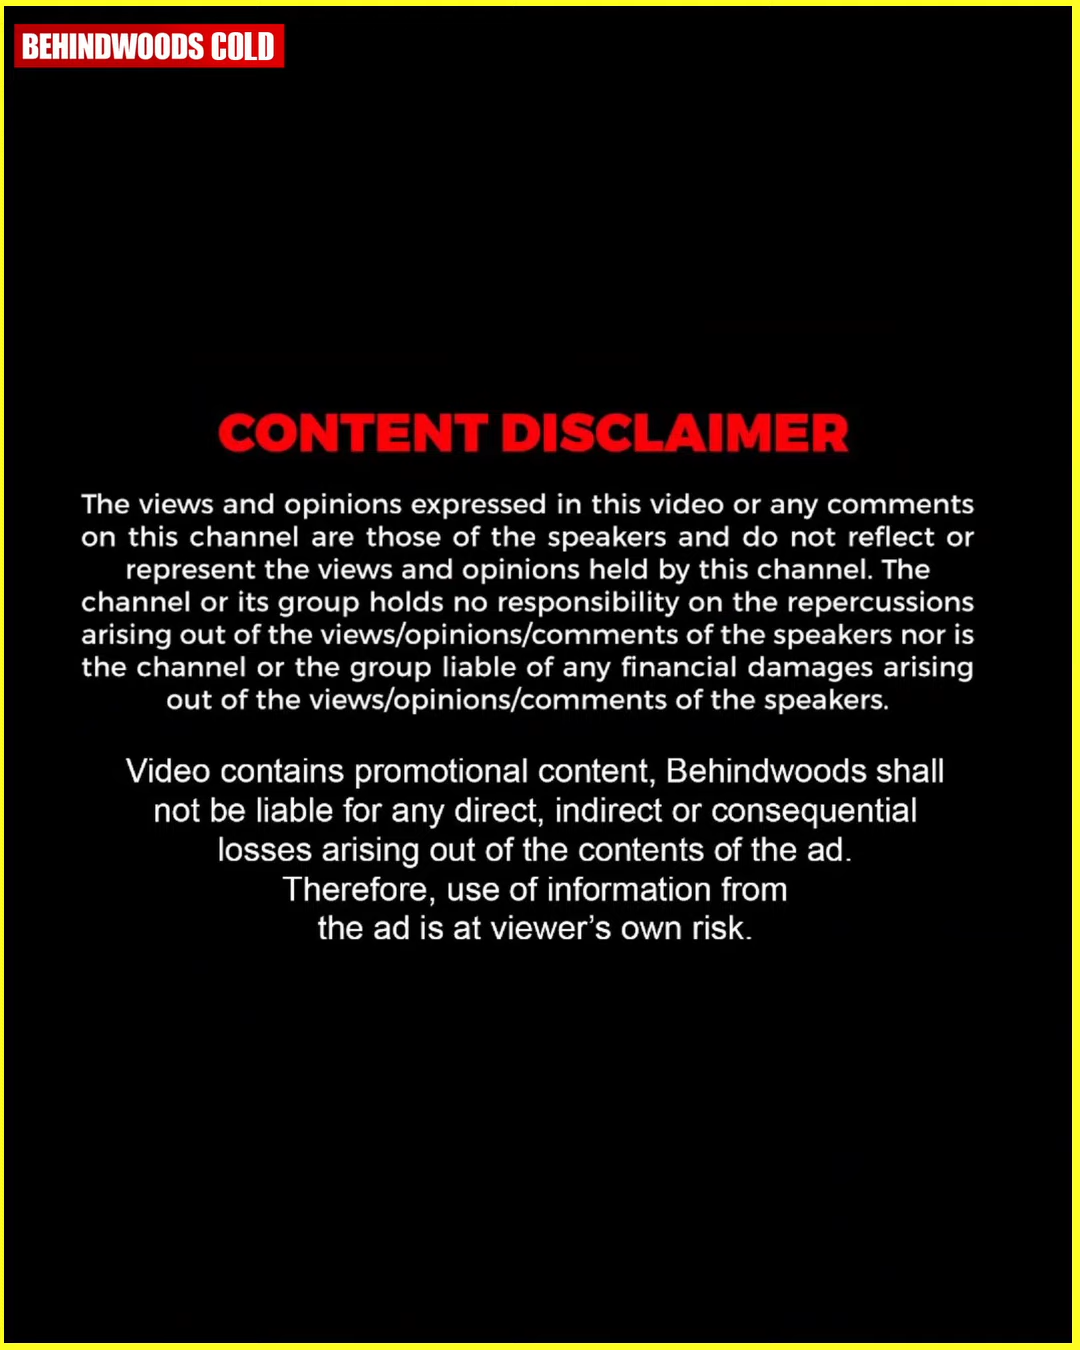 BEHINDWOODS COLD
CONTENT DISCLAIMER
The views and opinions expressed in this video or any comments
on this channel are those of the speakers and do not reflect or
represent the views and opinions held by this channel. The
channel or its group holds no responsibility on the repercussions
arising out of the views/opinions/comments of the speakers nor is
the channel or the group liable of any financial damages arising
out of the views/opinions/comments of the speakers.
Video contains promotional content, Behindwoods shall
not be liable for any direct, indirect or consequential
losses arising out of the contents of the ad.
Therefore, use of information from
the ad is at viewer’s own risk.